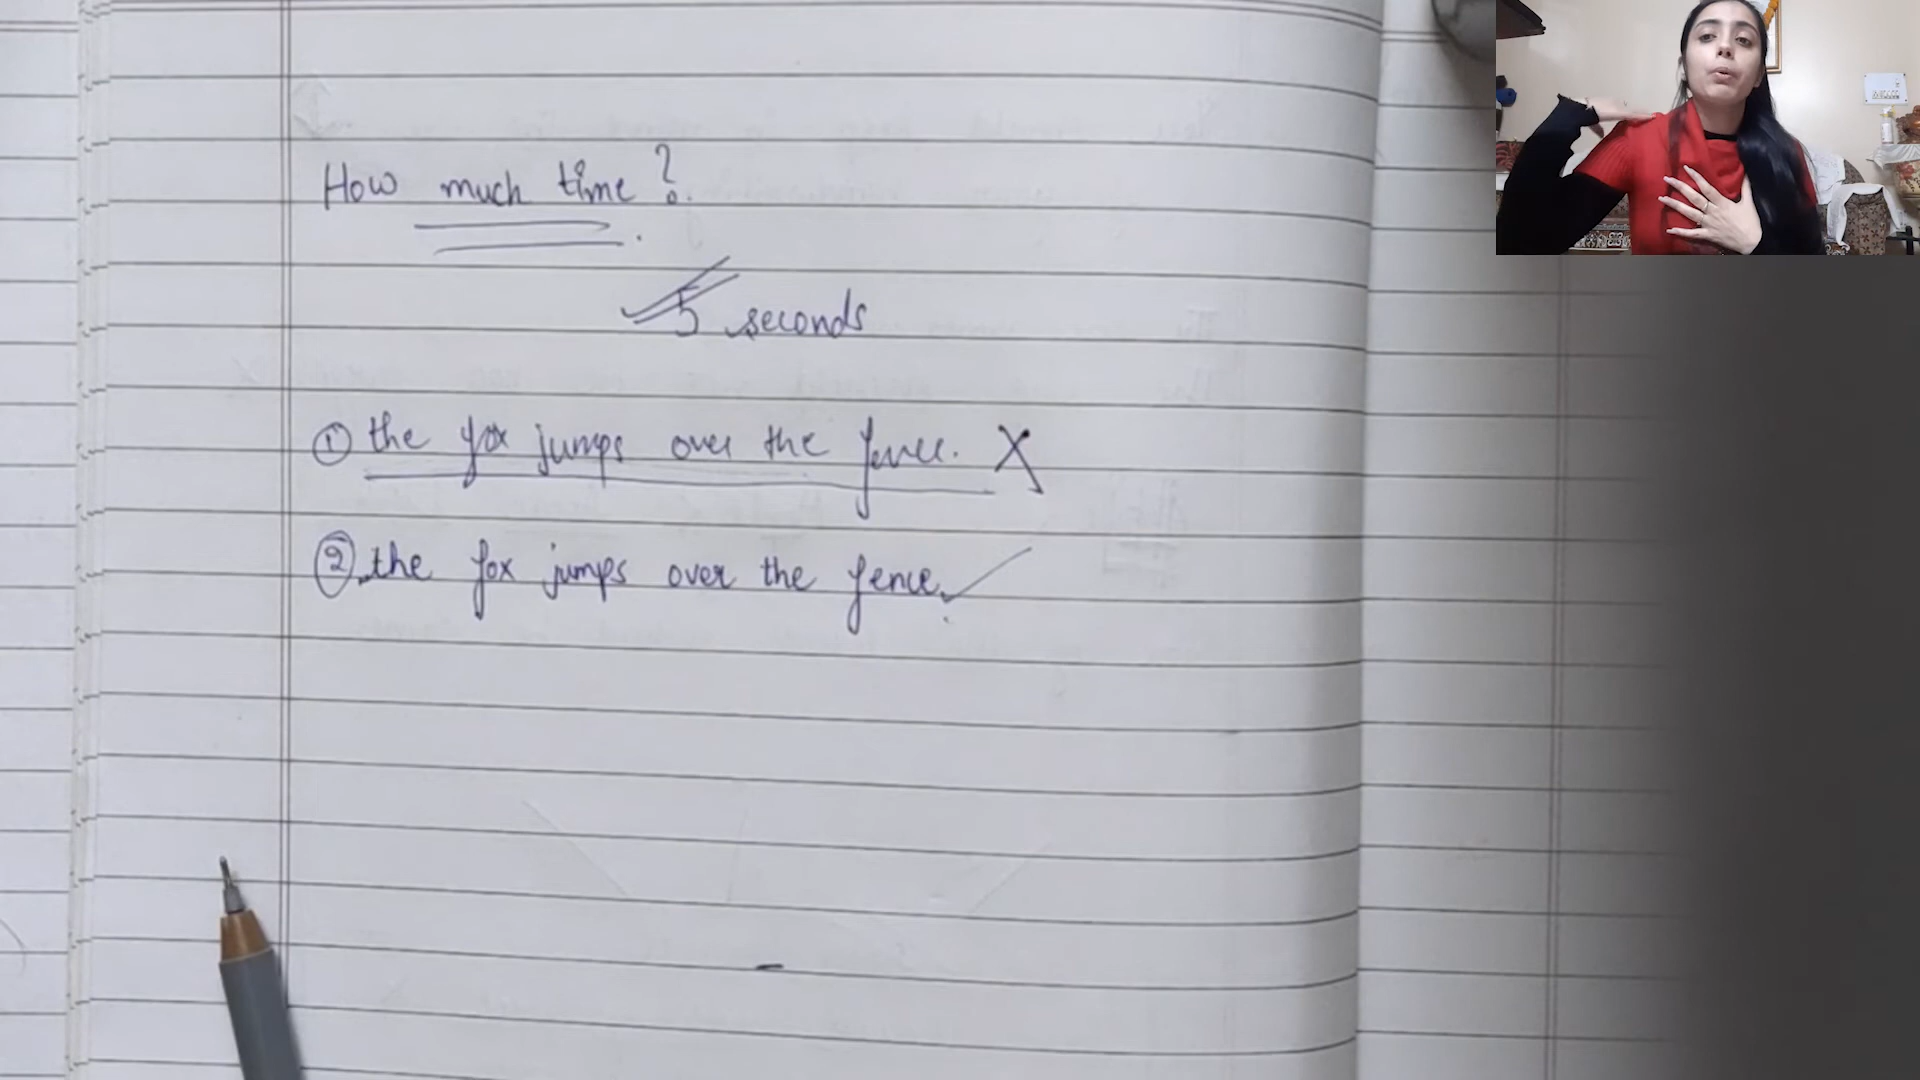 How much time?
5 seconds
① the fox jumps over the fence. X
② the fox jumps over the fence.